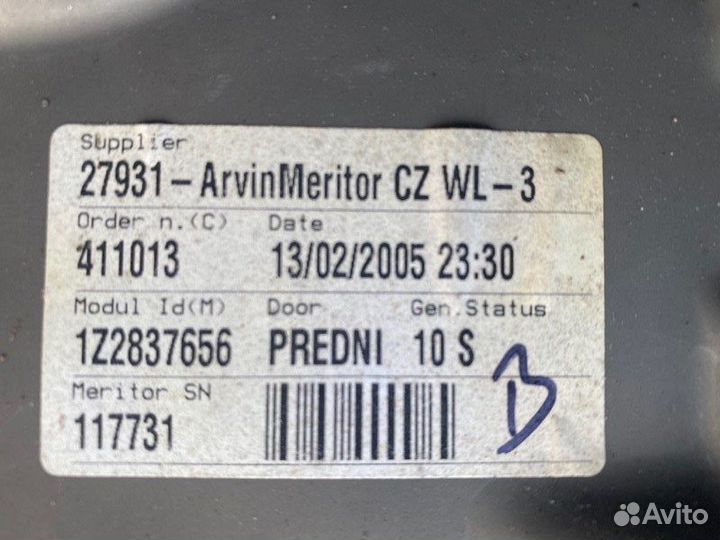 Supplier
27931-ArvinMeritor CZ WL-3
Order n.(C) Date
411013 13/02/2005 23:30
Modul Id(M) Door Gen.Status
1Z2837656 PREDNI 10 S
Meritor SN
117731
B
Avito